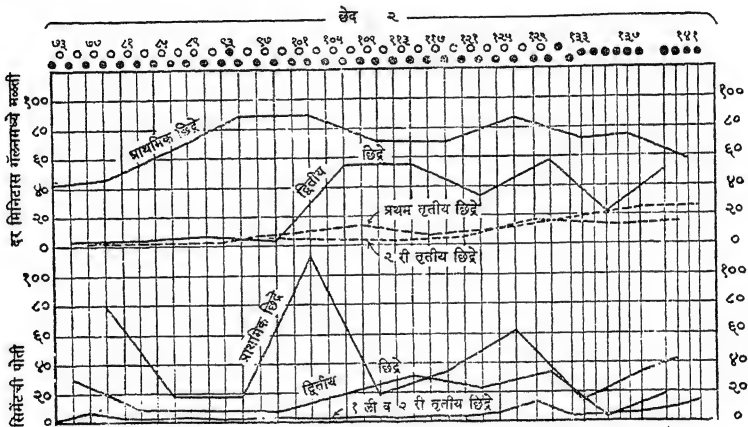 छेद २
७३ ७७ ८१ ८५ ८९ ९३ ९७ १०१ १०५ १०९ ११३ ११७ १२१ १२५ १२९ १३३ १३७ १४१
दर मिनिटास गॅलनमध्ये गळती
१००
८०
६०
४०
२०
०
प्राथमिक छिद्रे
द्वितीय छिद्रे
प्रथम तृतीय छिद्रे
२ री तृतीय छिद्रे
१००
८०
६०
४०
२०
०
सिमेंटची पोती
१००
८०
६०
४०
२०
०
प्राथमिक छिद्रे
द्वितीय छिद्रे
१ ली व २ री तृतीय छिद्रे
१००
८०
६०
४०
२०
०